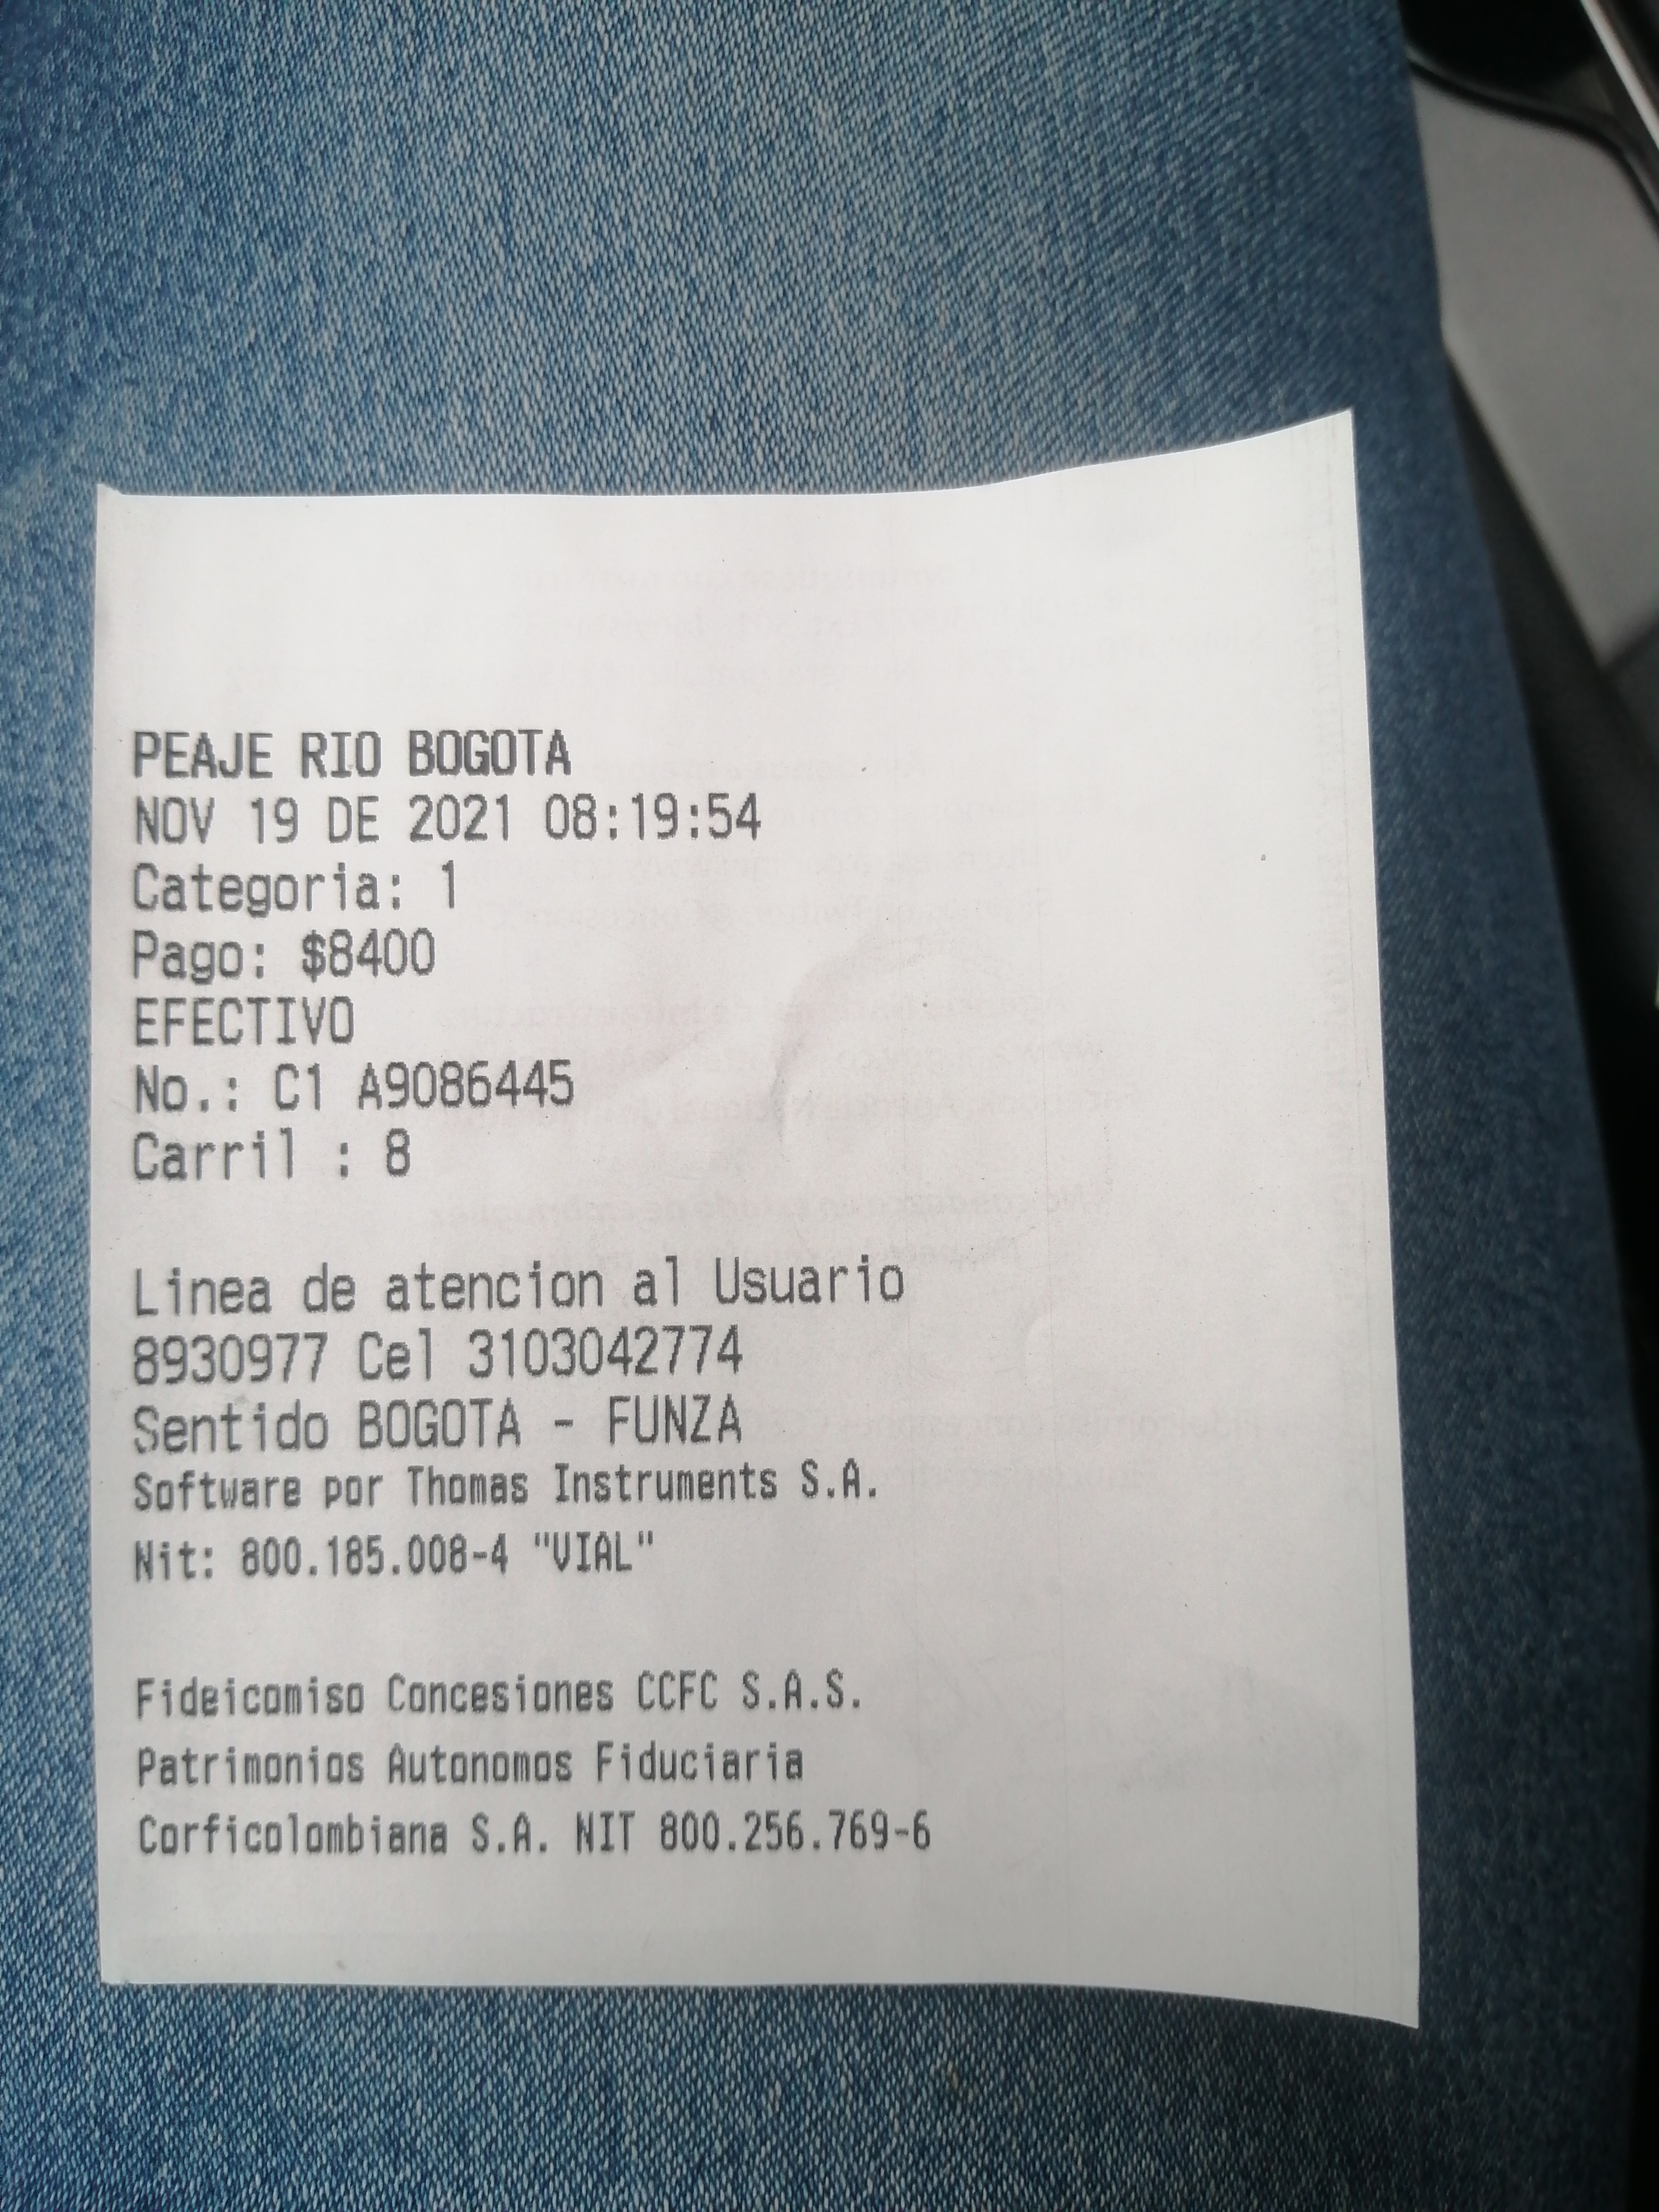 PEAJE RIO BOGOTA
NOV 19 DE 2021 08:19:54
Categoria: 1
Pago: $8400
EFECTIVO
No.: C1 A9086445
Carril : 8
Linea de atencion al Usuario
8930977 Cel 3103042774
Sentido BOGOTA - FUNZA
Software por Thomas Instruments S.A.
Nit: 800.185.008-4 "VIAL"
Fideicomiso Concesiones CCFC S.A.S.
Patrimonios Autonomos Fiduciaria
Corficolombiana S.A. NIT 800.256.769-6